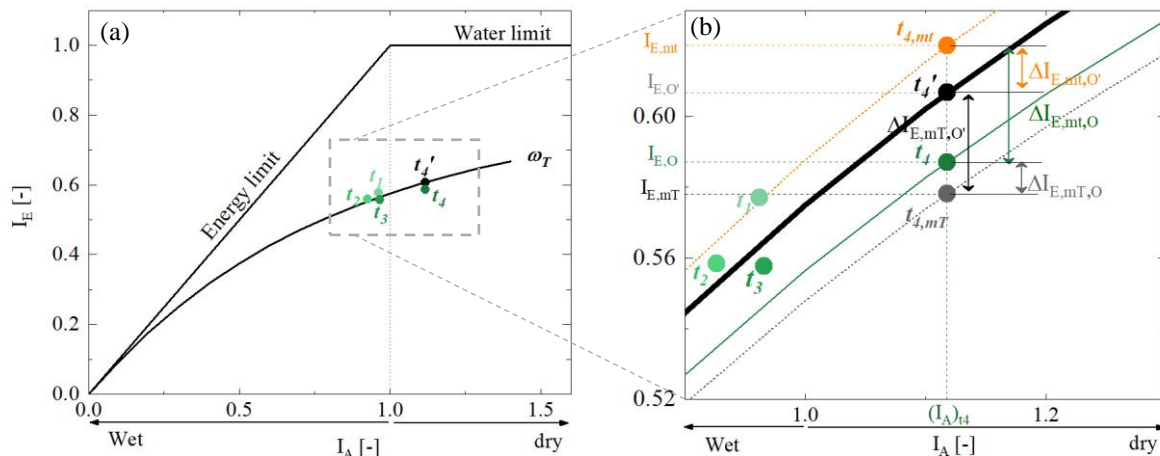 (a)
Water limit
1.0
0.8
0.6
0.4
0.2
0.0
I_E [-]
Energy limit
ω_T
t_1
t_2
t_3
t_4'
t_4
0.0
0.5
1.0
1.5
Wet
I_A [-]
dry
(b)
I_E,mt
I_E,O'
0.60
I_E,O
I_E,mT
0.56
0.52
t_4,mt
t_4'
t_4
t_4,mT
t_1
t_2
t_3
ΔI_E,mt,O'
ΔI_E,mT,O'
ΔI_E,mt,O
ΔI_E,mT,O
1.0
(I_A)_t4
1.2
Wet
I_A [-]
dry